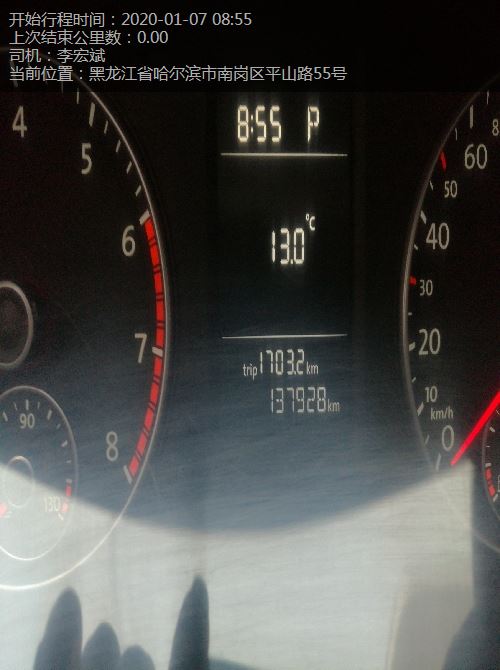 开始行程时间：2020-01-07 08:55
上次结束公里数：0.00
司机：李宏斌
当前位置：黑龙江省哈尔滨市南岗区平山路55号
8:55 P
13.0 °C
trip 1703.2 km
137928 km
4
5
6
7
8
90
130
60
50
40
30
20
10
km/h
0